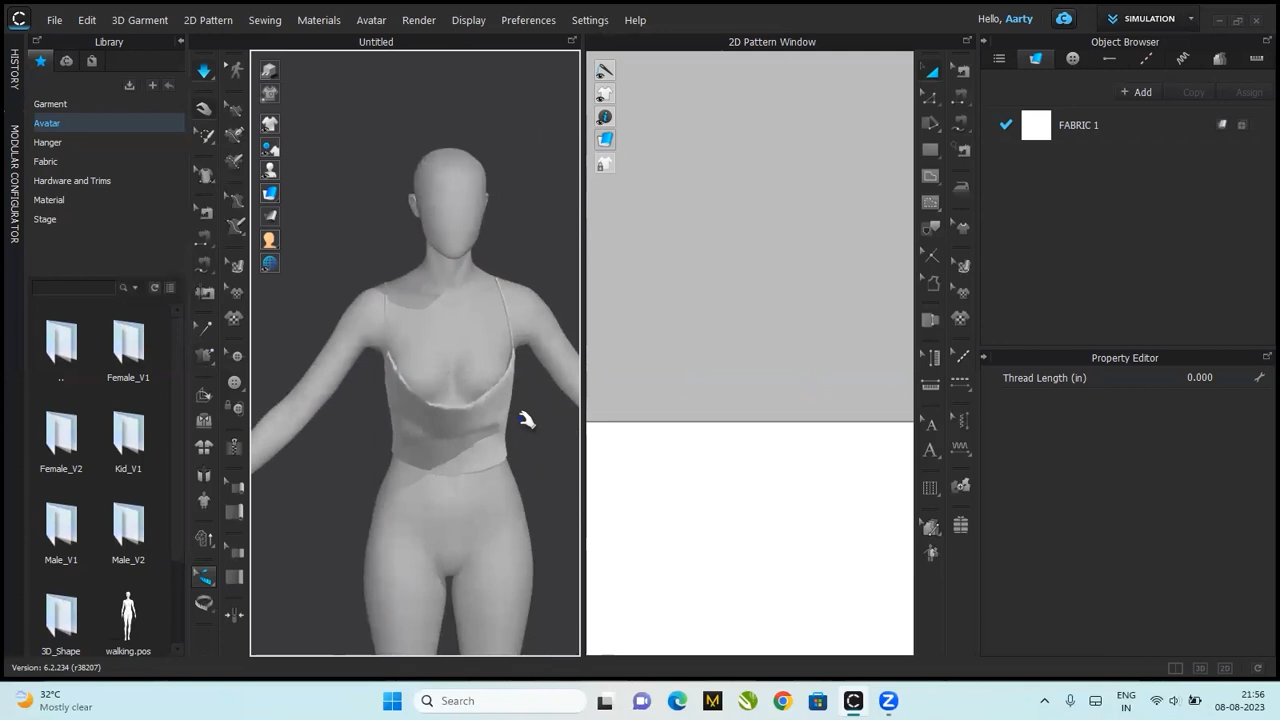 File Edit 3D Garment 2D Pattern Sewing Materials Avatar Render Display Preferences Settings Help
Hello, Aarty
SIMULATION
Library
Untitled
2D Pattern Window
Object Browser
HISTORY
MODULAR CONFIGURATOR
Garment
Avatar
Hanger
Fabric
Hardware and Trims
Material
Stage
+ Add
Copy
Assign
FABRIC 1
..
Female_V1
Female_V2
Kid_V1
Male_V1
Male_V2
3D_Shape
walking.pos
Property Editor
Thread Length (in) 0.000
Version: 6.2.234 (r38207)
3D
2D
32°C
Mostly clear
Search
ENG
IN
21:56
08-08-2023